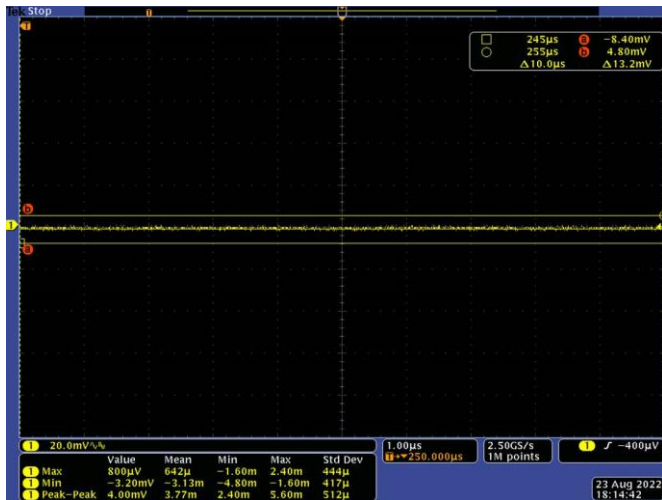 Tek Stop
T
T
245µs a −8.40mV
255µs b 4.80mV
Δ10.0µs Δ13.2mV
b
1
a
1 20.0mV
1.00µs
T→▼250.000µs
2.50GS/s
1M points
1 ∫ −400µV
Value Mean Min Max Std Dev
1 Max 800µV 642µ −1.60m 2.40m 444µ
1 Min −3.20mV −3.13m −4.80m −1.60m 417µ
1 Peak-Peak 4.00mV 3.77m 2.40m 5.60m 512µ
23 Aug 2022
18:14:42